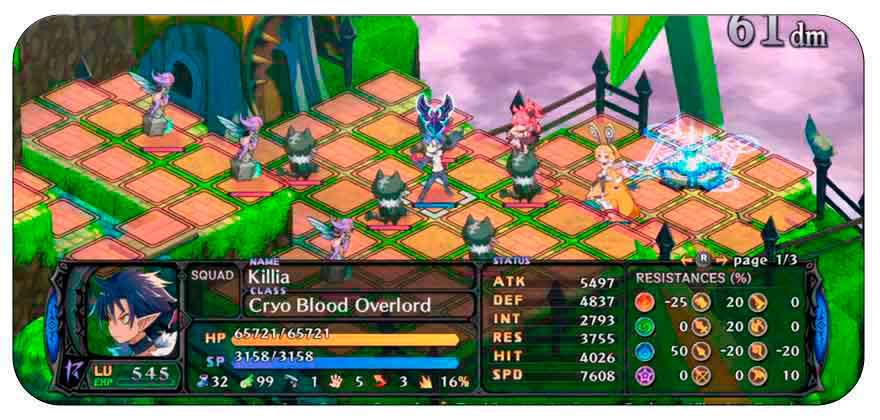 61dm
R page 1/3
SQUAD
NAME
Killia
CLASS
Cryo Blood Overlord
HP 65721/65721
SP 3158/3158
LV 545
EXP
32 99 1 5 3 16%
STATUS
ATK 5497
DEF 4837
INT 2793
RES 3755
HIT 4026
SPD 7608
RESISTANCES (%)
-25 20 0
0 20 0
50 -20 -20
0 0 10